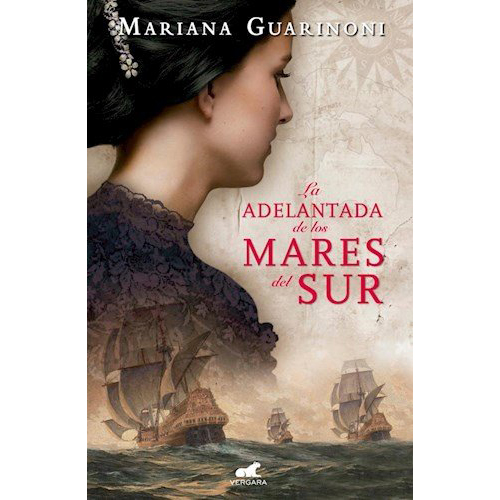 MARIANA GUARINONI
La
ADELANTADA
de los
MARES
del SUR
VERGARA